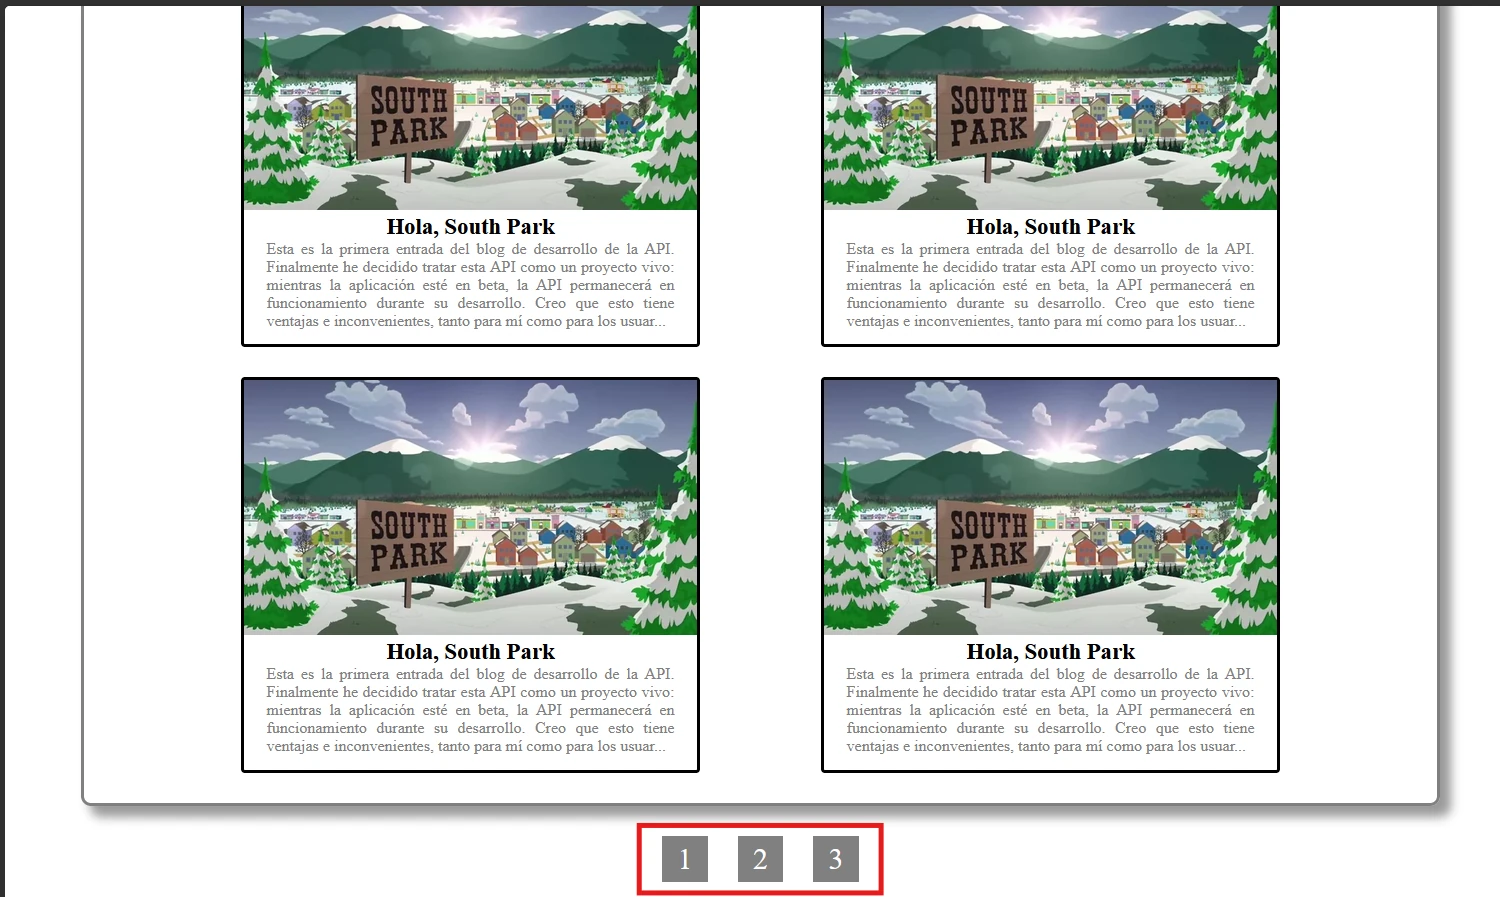 SOUTH
PARK
Hola, South Park
Esta es la primera entrada del blog de desarrollo de la API.
Finalmente he decidido tratar esta API como un proyecto vivo:
mientras la aplicación esté en beta, la API permanecerá en
funcionamiento durante su desarrollo. Creo que esto tiene
ventajas e inconvenientes, tanto para mí como para los usuar...
SOUTH
PARK
Hola, South Park
Esta es la primera entrada del blog de desarrollo de la API.
Finalmente he decidido tratar esta API como un proyecto vivo:
mientras la aplicación esté en beta, la API permanecerá en
funcionamiento durante su desarrollo. Creo que esto tiene
ventajas e inconvenientes, tanto para mí como para los usuar...
SOUTH
PARK
Hola, South Park
Esta es la primera entrada del blog de desarrollo de la API.
Finalmente he decidido tratar esta API como un proyecto vivo:
mientras la aplicación esté en beta, la API permanecerá en
funcionamiento durante su desarrollo. Creo que esto tiene
ventajas e inconvenientes, tanto para mí como para los usuar...
SOUTH
PARK
Hola, South Park
Esta es la primera entrada del blog de desarrollo de la API.
Finalmente he decidido tratar esta API como un proyecto vivo:
mientras la aplicación esté en beta, la API permanecerá en
funcionamiento durante su desarrollo. Creo que esto tiene
ventajas e inconvenientes, tanto para mí como para los usuar...
1 2 3